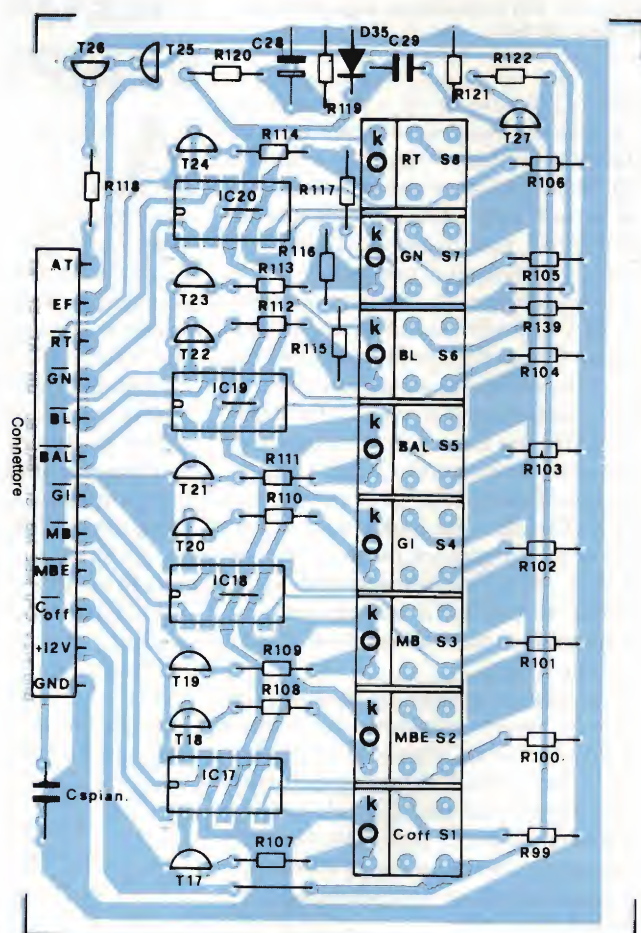 T26
T25
R120
C28
R119
D35
C29
R121
R122
T27
T24
R114
k
RT S8
R106
R118
IC20
R117
AT
R116
k
GN S7
R105
EF
T23
R113
R139
RT
T22
R112
R115
k
BL S6
R104
GN
IC19
BL
k
BAL S5
R103
BAL
T21
R111
GI
T20
R110
k
GI S4
R102
MB
IC18
MBE
k
MB S3
R101
Coff
T19
R109
+12V
T18
R108
k
MBE S2
R100
GND
IC17
Cspian.
k
Coff S1
R99
T17
R107
Connettore